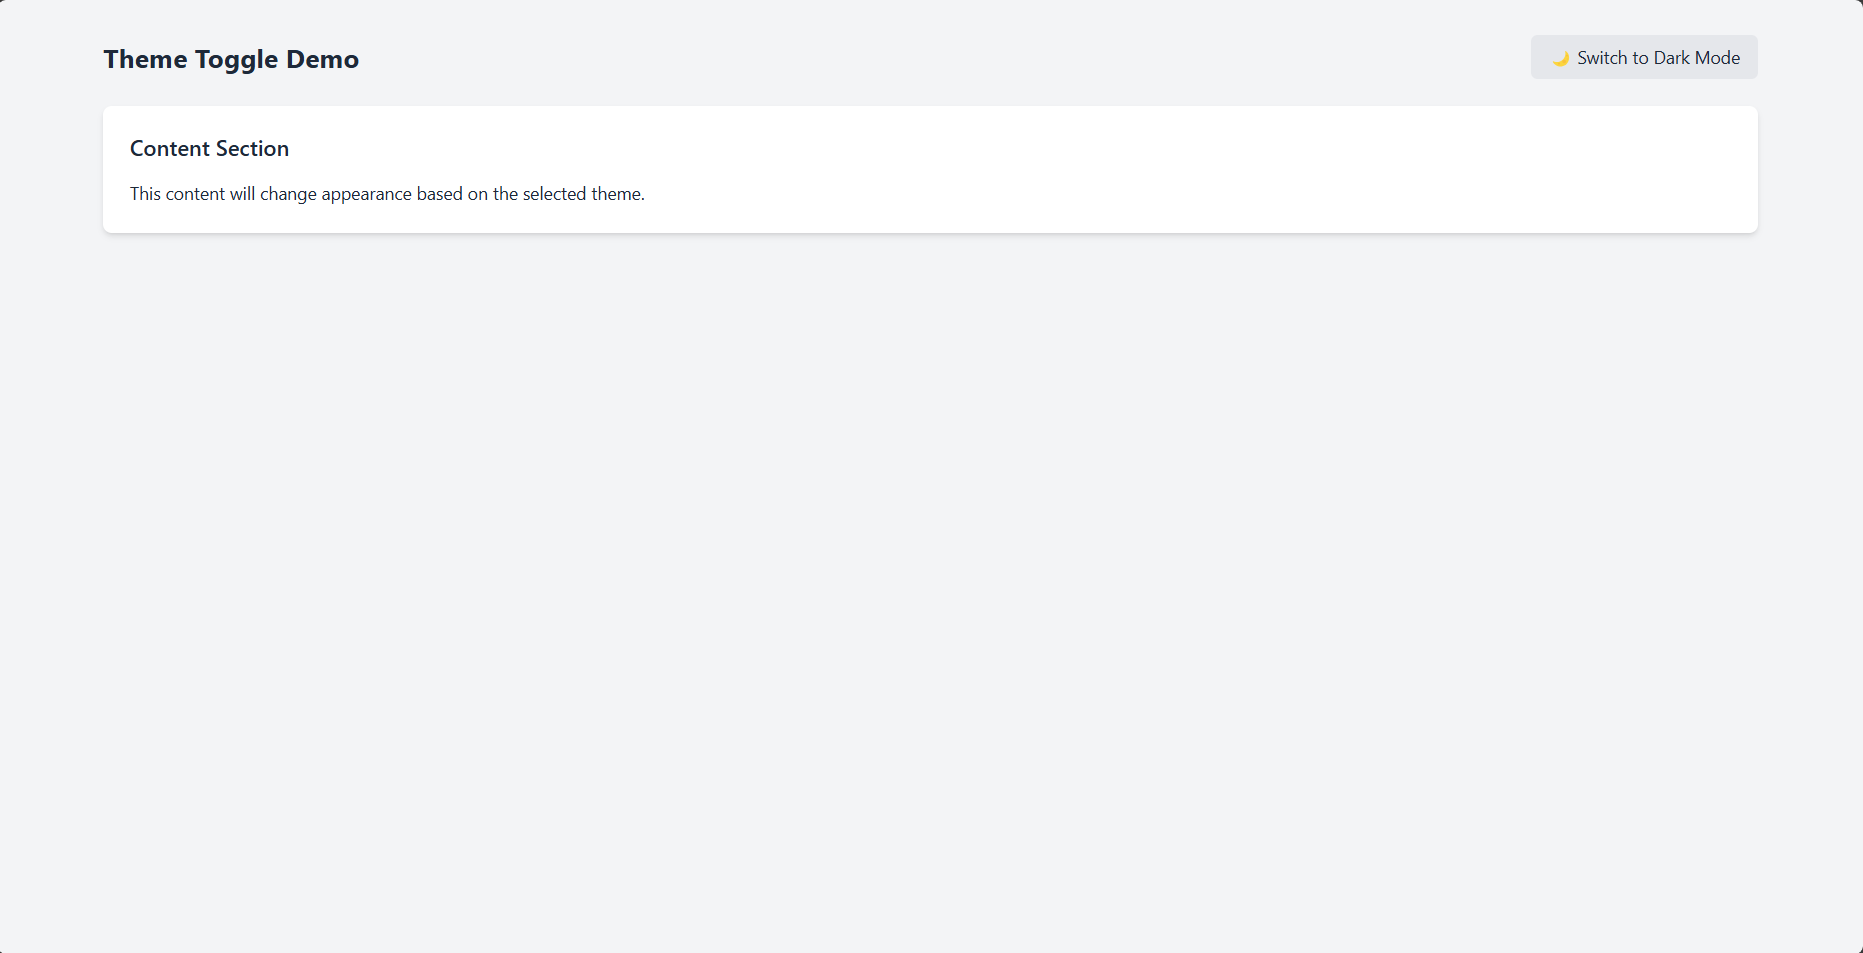 Theme Toggle Demo
🌙 Switch to Dark Mode
Content Section
This content will change appearance based on the selected theme.